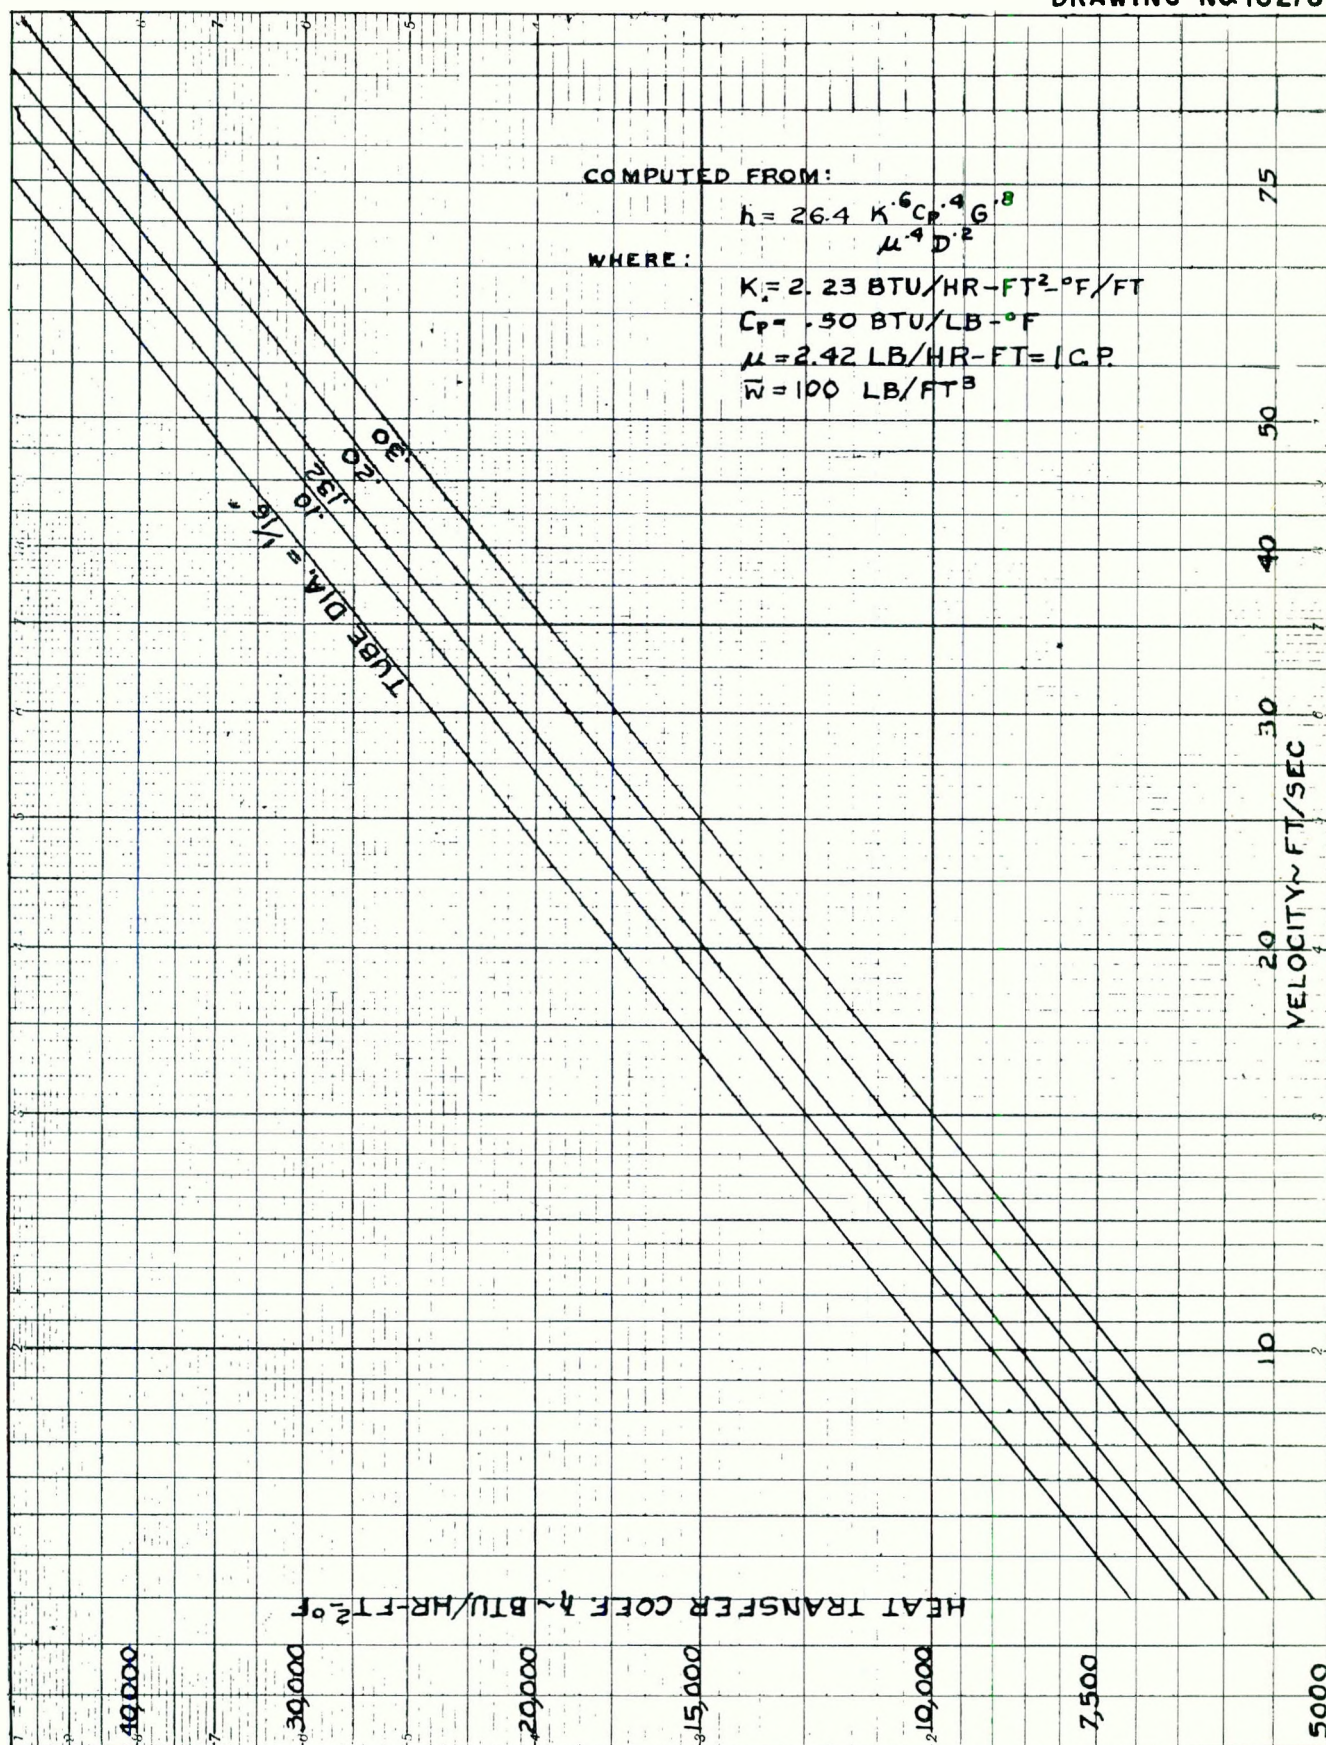 COMPUTED FROM:
h = 26.4 K^.6 Cp^.4 G^.8
μ^.4 D^.2
WHERE:
K = 2.23 BTU/HR-FT²-°F/FT
Cp = .50 BTU/LB-°F
μ = 2.42 LB/HR-FT = 1 C.P.
w̅ = 100 LB/FT³
TUBE DIA. = 1/16"
.10
.132
.20
.30
HEAT TRANSFER COEF. h ~ BTU/HR-FT²-°F
40,000
30,000
20,000
15,000
10,000
7,500
5000
10
20
30
40
50
75
VELOCITY ~ FT/SEC